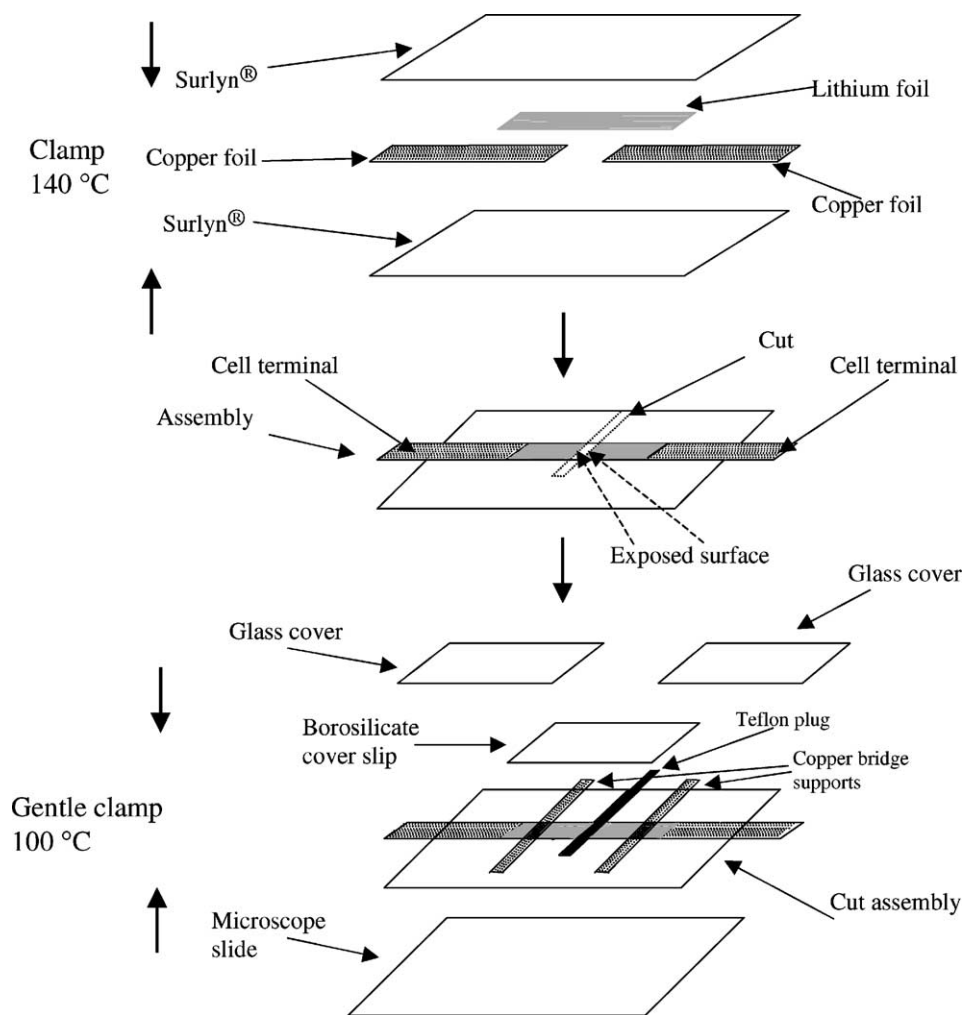 Surlyn®
Lithium foil
Clamp
140 °C
Copper foil
Copper foil
Surlyn®
Cut
Cell terminal
Cell terminal
Assembly
Exposed surface
Glass cover
Glass cover
Teflon plug
Borosilicate
cover slip
Copper bridge
supports
Gentle clamp
100 °C
Cut assembly
Microscope
slide